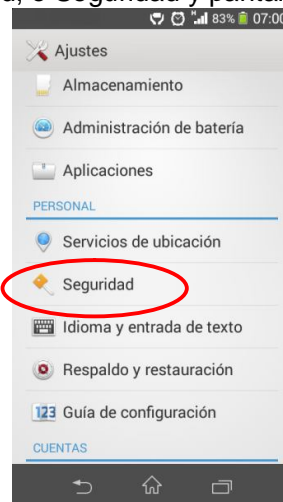 Seguridad y
83% 07:00
Ajustes
Almacenamiento
Administración de batería
Aplicaciones
PERSONAL
Servicios de ubicación
Seguridad
Idioma y entrada de texto
Respaldo y restauración
123 Guía de configuración
CUENTAS